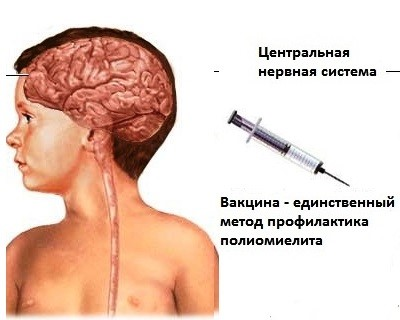 Центральная
нервная система
Вакцина - единственный
метод профилактика
полиомиелита